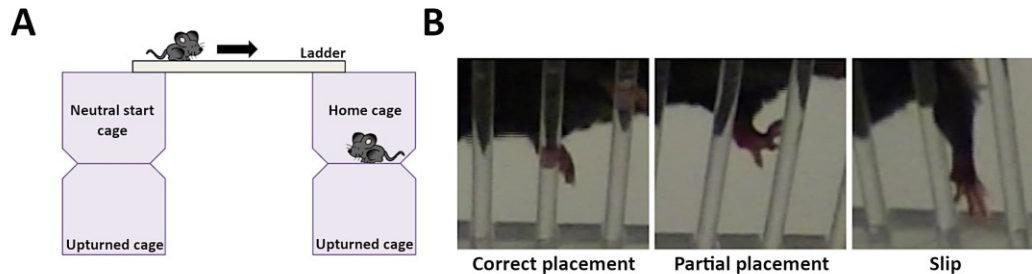 A
B
Ladder
Neutral start
cage
Home cage
Upturned cage
Upturned cage
Correct placement
Partial placement
Slip